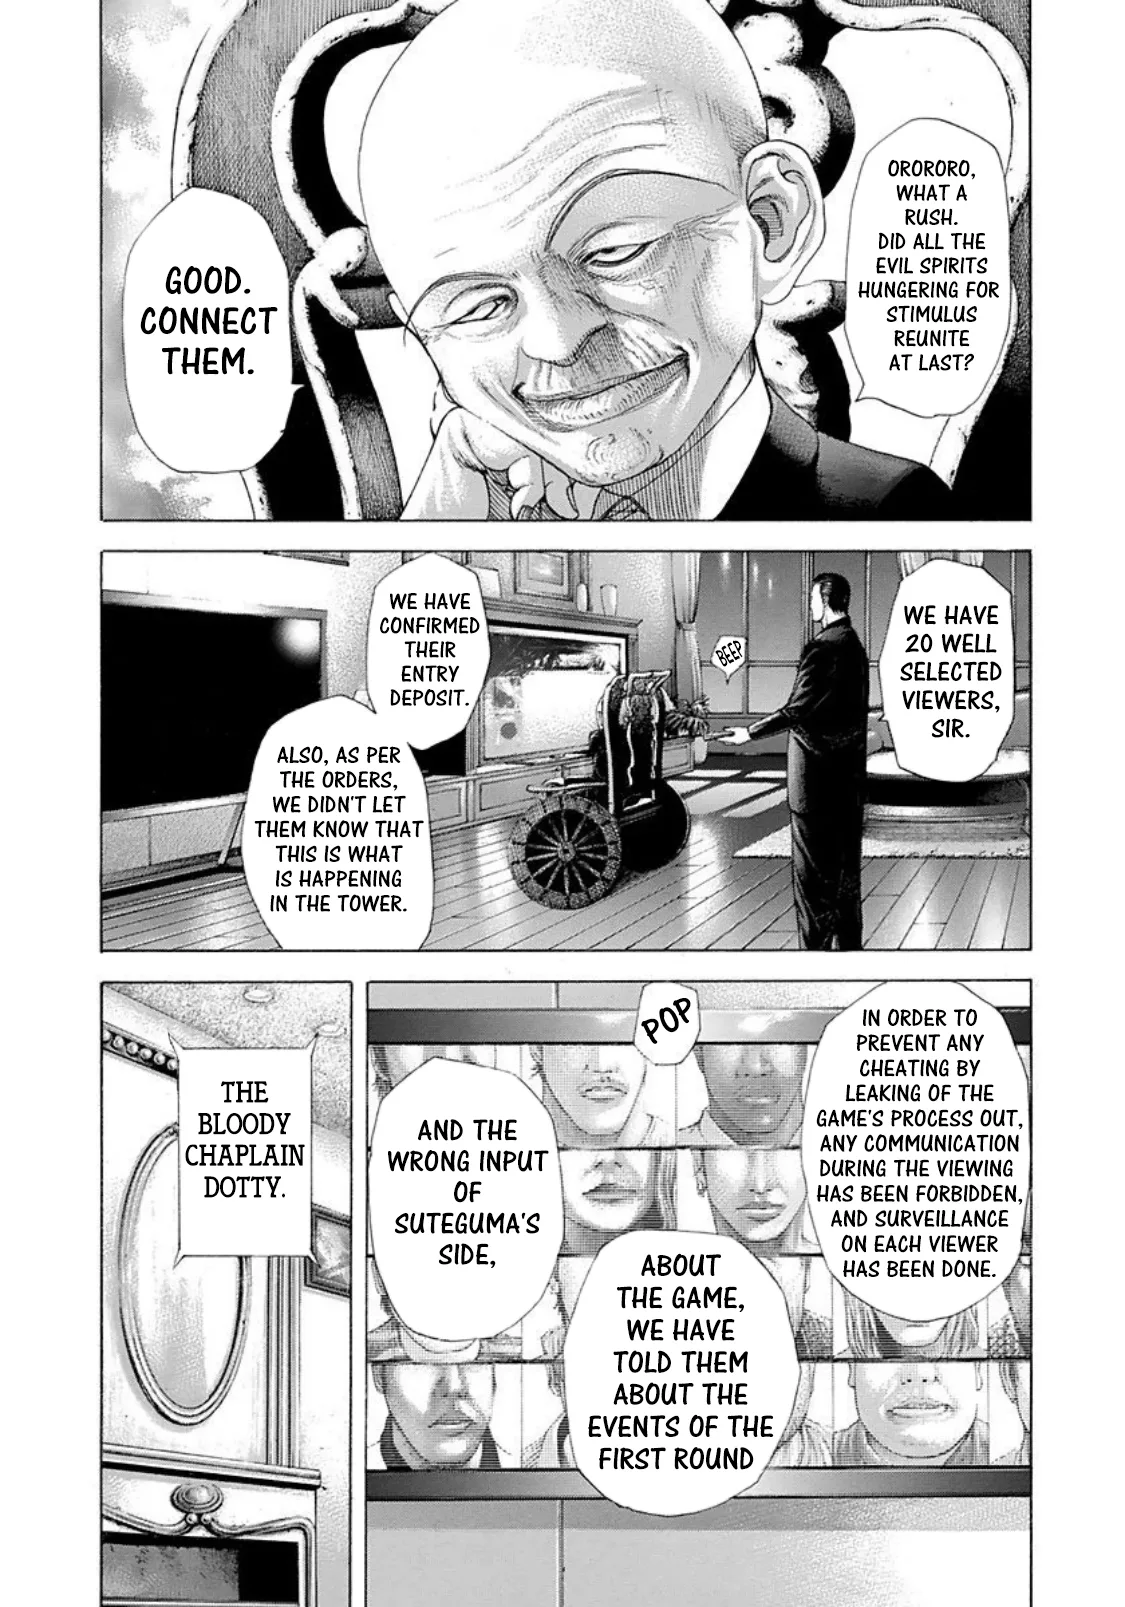 ORORORO,
WHAT A
RUSH.
DID ALL THE
EVIL SPIRITS
HUNGERING FOR
STIMULUS
REUNITE
AT LAST?
GOOD.
CONNECT
THEM.
WE HAVE
20 WELL
SELECTED
VIEWERS,
SIR.
BEEP
WE HAVE
CONFIRMED
THEIR
ENTRY
DEPOSIT.
ALSO, AS PER
THE ORDERS,
WE DIDN'T LET
THEM KNOW THAT
THIS IS WHAT
IS HAPPENING
IN THE TOWER.
IN ORDER TO
PREVENT ANY
CHEATING BY
LEAKING OF THE
GAME'S PROCESS OUT,
ANY COMMUNICATION
DURING THE VIEWING
HAS BEEN FORBIDDEN,
AND SURVEILLANCE
ON EACH VIEWER
HAS BEEN DONE.
POP
ABOUT
THE GAME,
WE HAVE
TOLD THEM
ABOUT THE
EVENTS OF THE
FIRST ROUND
AND THE
WRONG INPUT
OF
SUTEGUMA'S
SIDE,
THE
BLOODY
CHAPLAIN
DOTTY.